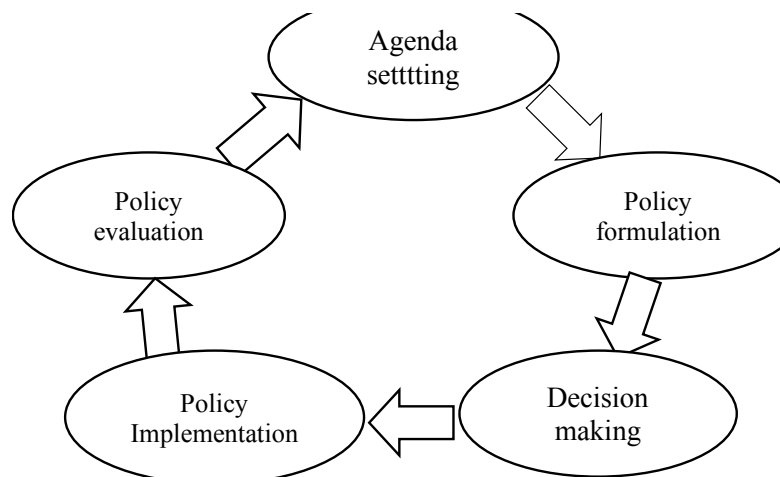 Agenda
setttting
Policy
formulation
Decision
making
Policy
Implementation
Policy
evaluation